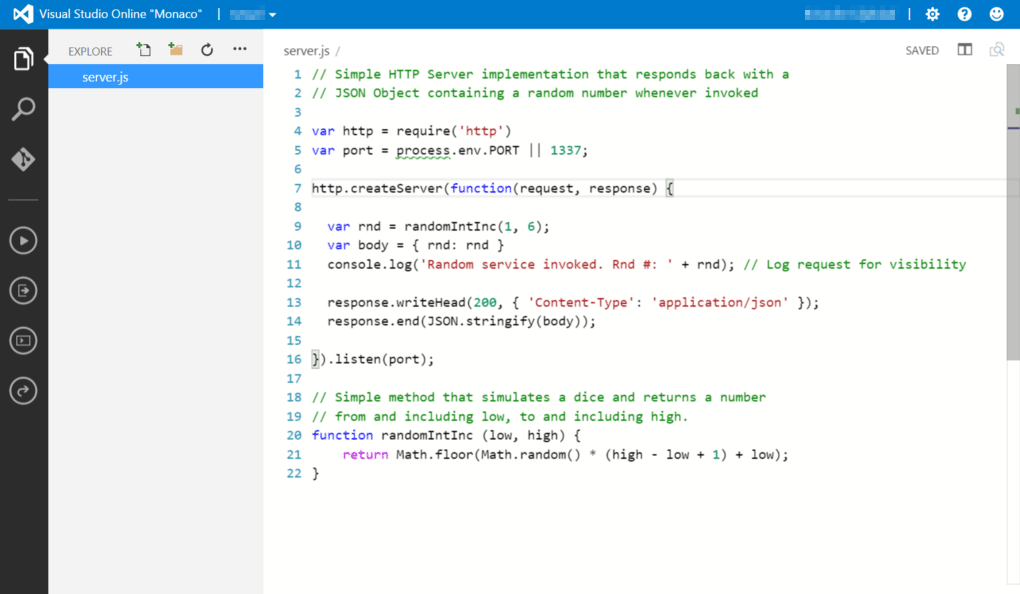 Visual Studio Online "Monaco" |
EXPLORE
server.js
server.js /
SAVED
1 // Simple HTTP Server implementation that responds back with a
2 // JSON Object containing a random number whenever invoked
3
4 var http = require('http')
5 var port = process.env.PORT || 1337;
6
7 http.createServer(function(request, response) {
8
9   var rnd = randomIntInc(1, 6);
10   var body = { rnd: rnd }
11   console.log('Random service invoked. Rnd #: ' + rnd); // Log request for visibility
12
13   response.writeHead(200, { 'Content-Type': 'application/json' });
14   response.end(JSON.stringify(body));
15
16 }).listen(port);
17
18 // Simple method that simulates a dice and returns a number
19 // from and including low, to and including high.
20 function randomIntInc (low, high) {
21     return Math.floor(Math.random() * (high - low + 1) + low);
22 }